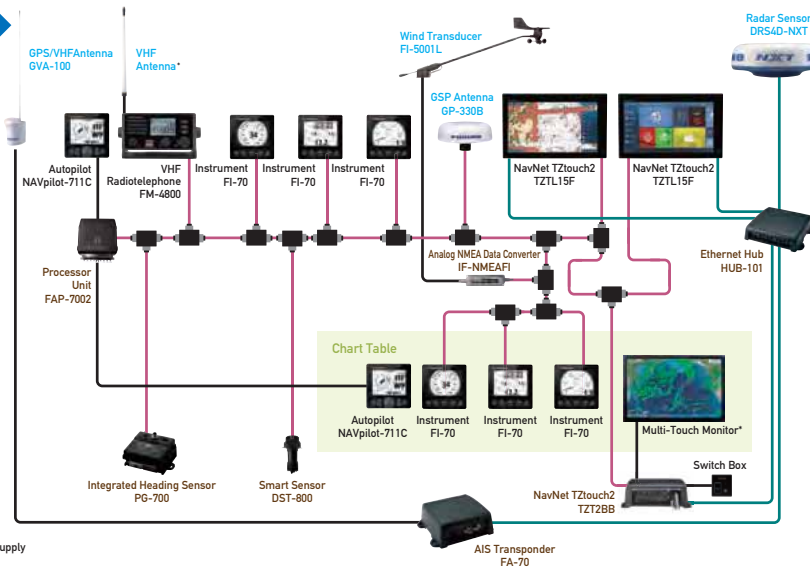 GPS/VHFAntenna
GVA-100
VHF
Antenna*
Wind Transducer
FI-5001L
Radar Sensor
DRS4D-NXT
GSP Antenna
GP-330B
NXT
Autopilot
NAVpilot-711C
VHF
Radiotelephone
FM-4800
Instrument
FI-70
Instrument
FI-70
Instrument
FI-70
NavNet TZtouch2
TZTL15F
NavNet TZtouch2
TZTL15F
Processor
Unit
FAP-7002
Analog NMEA Data Converter
IF-NMEAFI
Ethernet Hub
HUB-101
Chart Table
Autopilot
NAVpilot-711C
Instrument
FI-70
Instrument
FI-70
Instrument
FI-70
Multi-Touch Monitor*
Switch Box
Integrated Heading Sensor
PG-700
Smart Sensor
DST-800
NavNet TZtouch2
TZT2BB
AIS Transponder
FA-70
upply